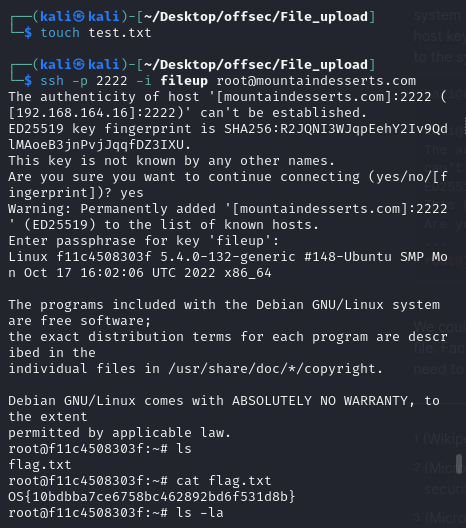 ┌──(kali㉿kali)-[~/Desktop/offsec/File_upload]
└─$ touch test.txt
┌──(kali㉿kali)-[~/Desktop/offsec/File_upload]
└─$ ssh -p 2222 -i fileup root@mountaindesserts.com
The authenticity of host '[mountaindesserts.com]:2222 (
[192.168.164.16]:2222)' can't be established.
ED25519 key fingerprint is SHA256:R2JQNI3WJqpEehY2Iv9Qd
lMAoeB3jnPvjJqqfDZ3IXU.
This key is not known by any other names.
Are you sure you want to continue connecting (yes/no/[f
ingerprint])? yes
Warning: Permanently added '[mountaindesserts.com]:2222
' (ED25519) to the list of known hosts.
Enter passphrase for key 'fileup':
Linux f11c4508303f 5.4.0-132-generic #148-Ubuntu SMP Mo
n Oct 17 16:02:06 UTC 2022 x86_64
The programs included with the Debian GNU/Linux system
are free software;
the exact distribution terms for each program are descr
ibed in the
individual files in /usr/share/doc/*/copyright.
Debian GNU/Linux comes with ABSOLUTELY NO WARRANTY, to
the extent
permitted by applicable law.
root@f11c4508303f:~# ls
flag.txt
root@f11c4508303f:~# cat flag.txt
OS{10bdbba7ce6758bc462892bd6f531d8b}
root@f11c4508303f:~# ls -la